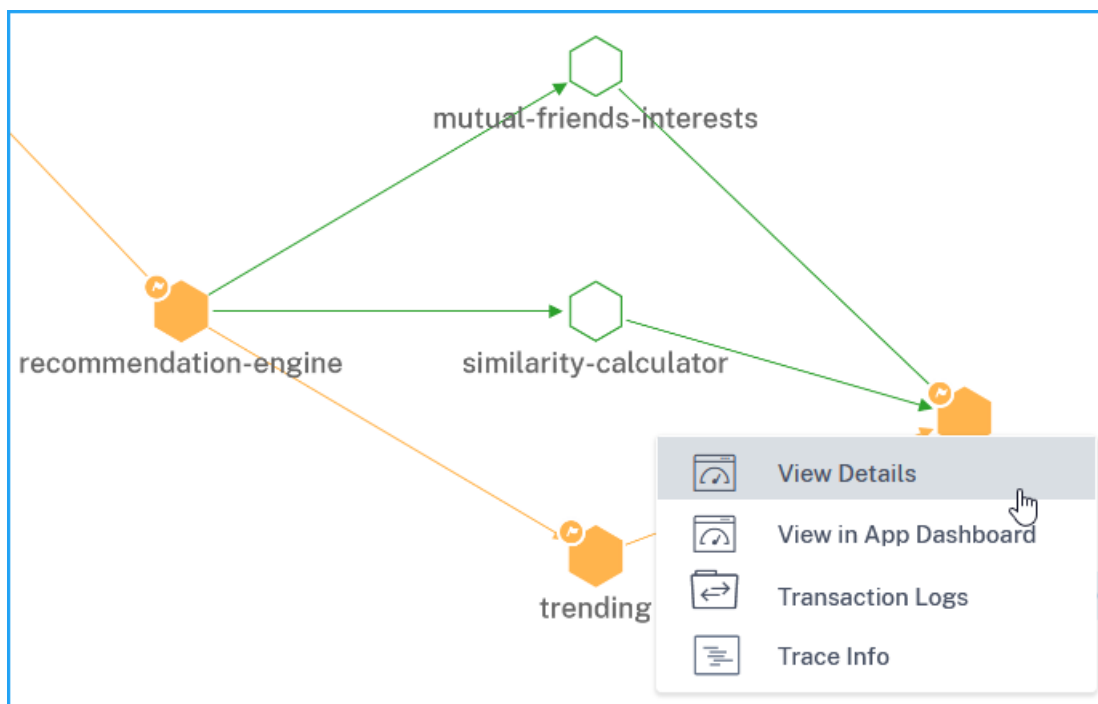 mutual-friends-interests
recommendation-engine
similarity-calculator
trending
View Details
View in App Dashboard
Transaction Logs
Trace Info